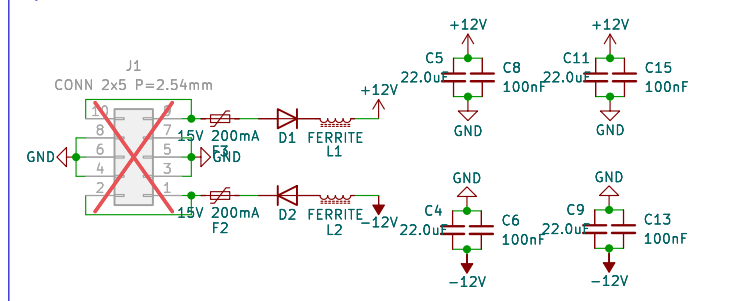 +12V
+12V
J1
CONN 2x5 P=2.54mm
C5
22.0uF
C8
100nF
C11
22.0uF
C15
100nF
+12V
10
9
8
7
6
5
4
3
2
1
GND
GND
15V 200mA
F3
D1
FERRITE
L1
GND
GND
15V 200mA
F2
D2
FERRITE
L2
-12V
GND
GND
C4
22.0uF
C6
100nF
C9
22.0uF
C13
100nF
-12V
-12V